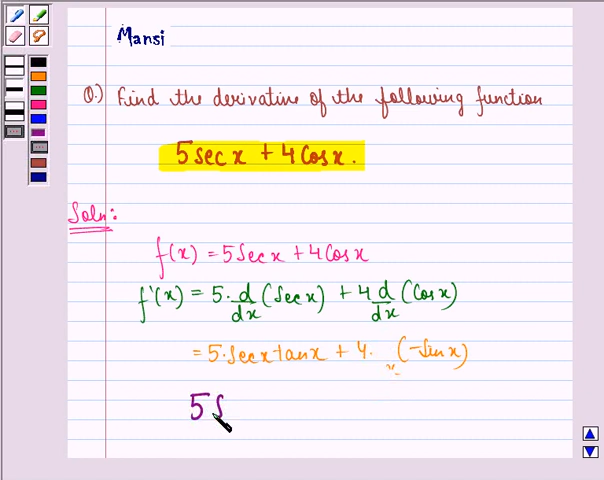 Mansi
Q.) Find the derivative of the following function
5 sec x + 4 Cos x.
Soln:
f(x) = 5 Sec x + 4 Cos x
f'(x) = 5. d/dx (Sec x) + 4 d/dx (Cos x)
= 5. Sec x tan x + 4. (-Sin x)
5 S